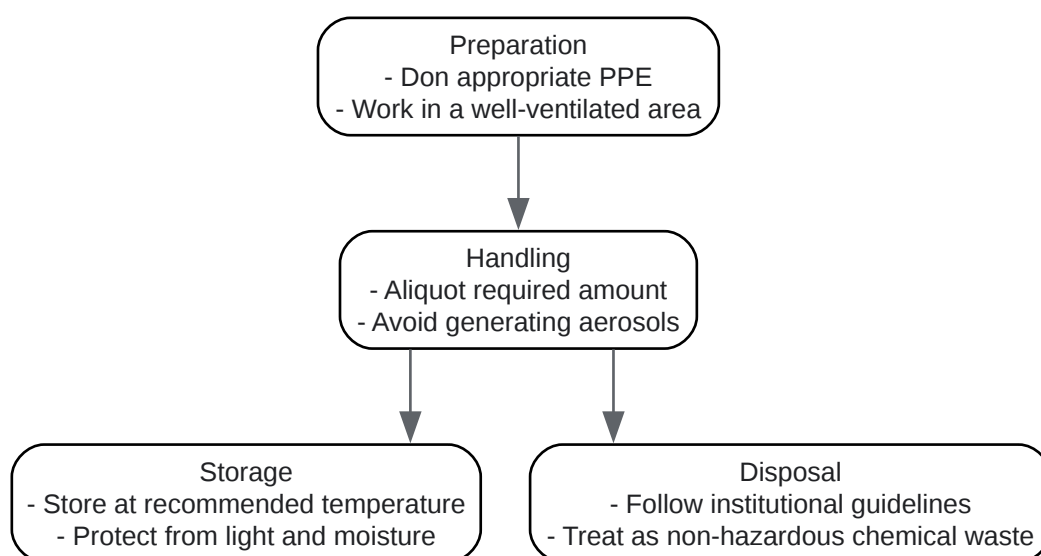 Preparation
- Don appropriate PPE
- Work in a well-ventilated area
Handling
- Aliquot required amount
- Avoid generating aerosols
Storage
- Store at recommended temperature
- Protect from light and moisture
Disposal
- Follow institutional guidelines
- Treat as non-hazardous chemical waste